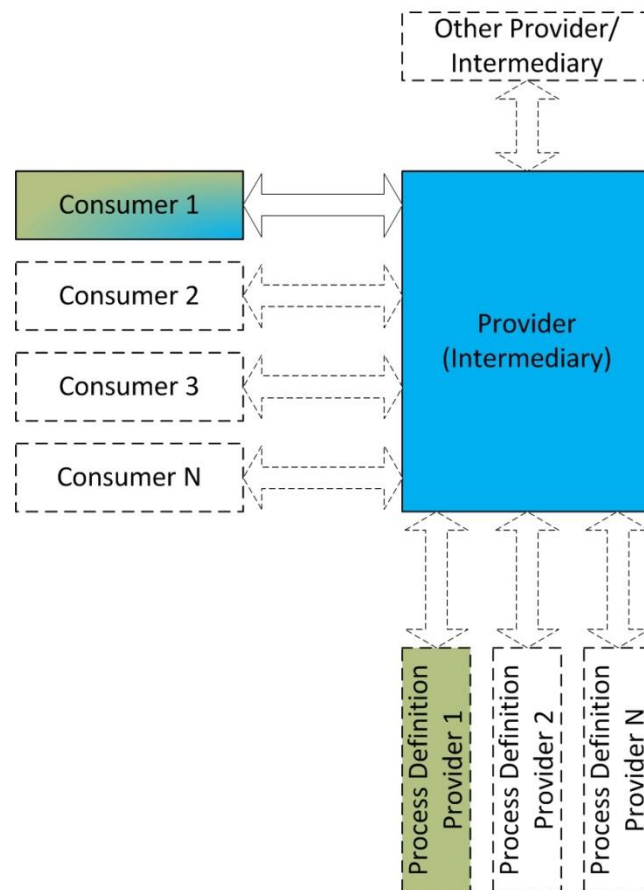 Other Provider/
Intermediary
Consumer 1
Consumer 2
Consumer 3
Consumer N
Provider
(Intermediary)
Process Definition
Provider 1
Process Definition
Provider 2
Process Definition
Provider N